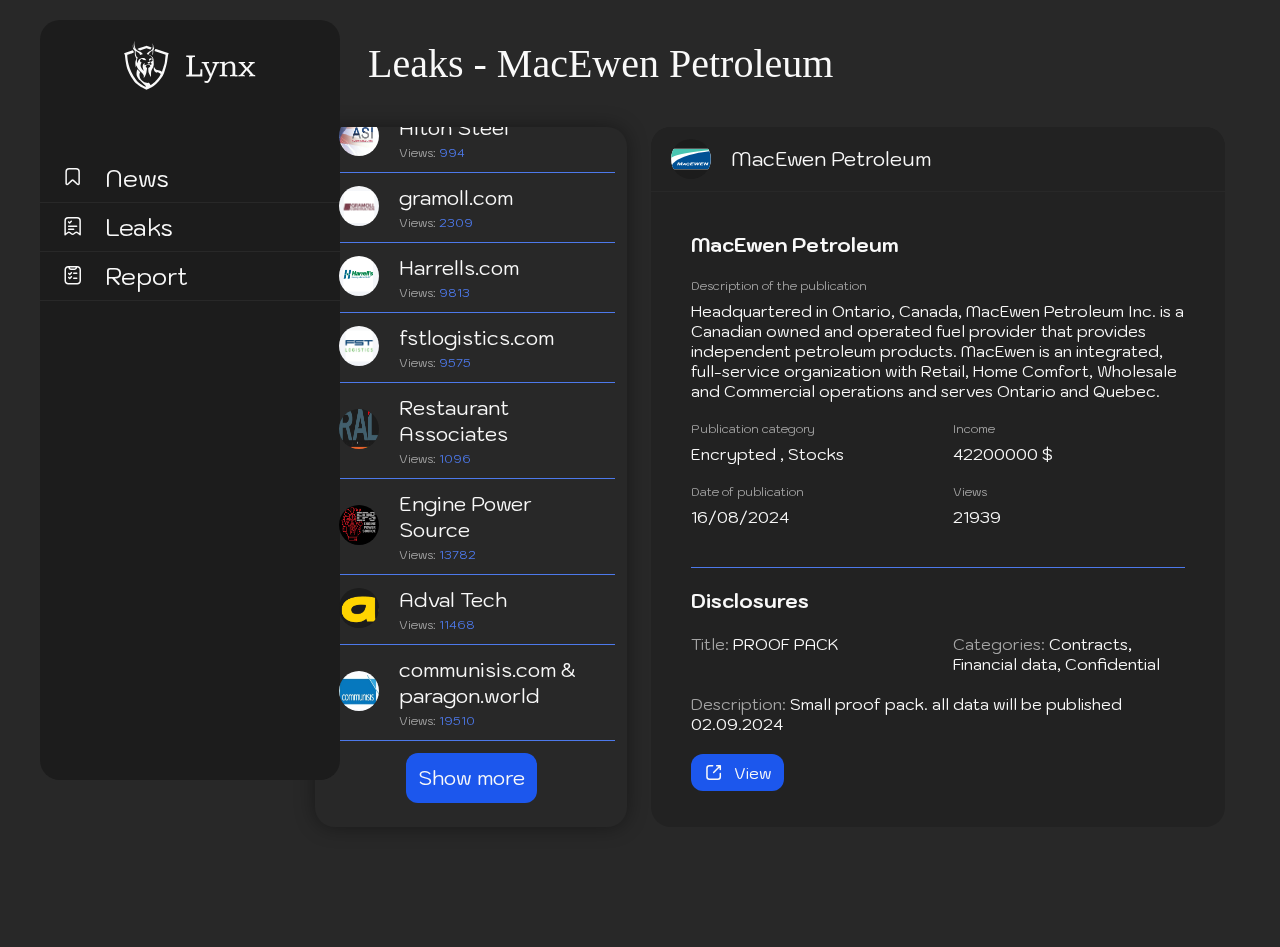 Lynx
Leaks - MacEwen Petroleum
News
Leaks
Report
Hilton Steel
Views: 994
gramoll.com
Views: 2309
Harrells.com
Views: 9813
fstlogistics.com
Views: 9575
Restaurant
Associates
Views: 1096
Engine Power
Source
Views: 13782
Adval Tech
Views: 11468
communisis.com &
paragon.world
Views: 19510
Show more
MacEwen Petroleum
MacEwen Petroleum
Description of the publication
Headquartered in Ontario, Canada, MacEwen Petroleum Inc. is a
Canadian owned and operated fuel provider that provides
independent petroleum products. MacEwen is an integrated,
full-service organization with Retail, Home Comfort, Wholesale
and Commercial operations and serves Ontario and Quebec.
Publication category
Encrypted , Stocks
Income
42200000 $
Date of publication
16/08/2024
Views
21939
Disclosures
Title: PROOF PACK
Categories: Contracts,
Financial data, Confidential
Description: Small proof pack. all data will be published
02.09.2024
View